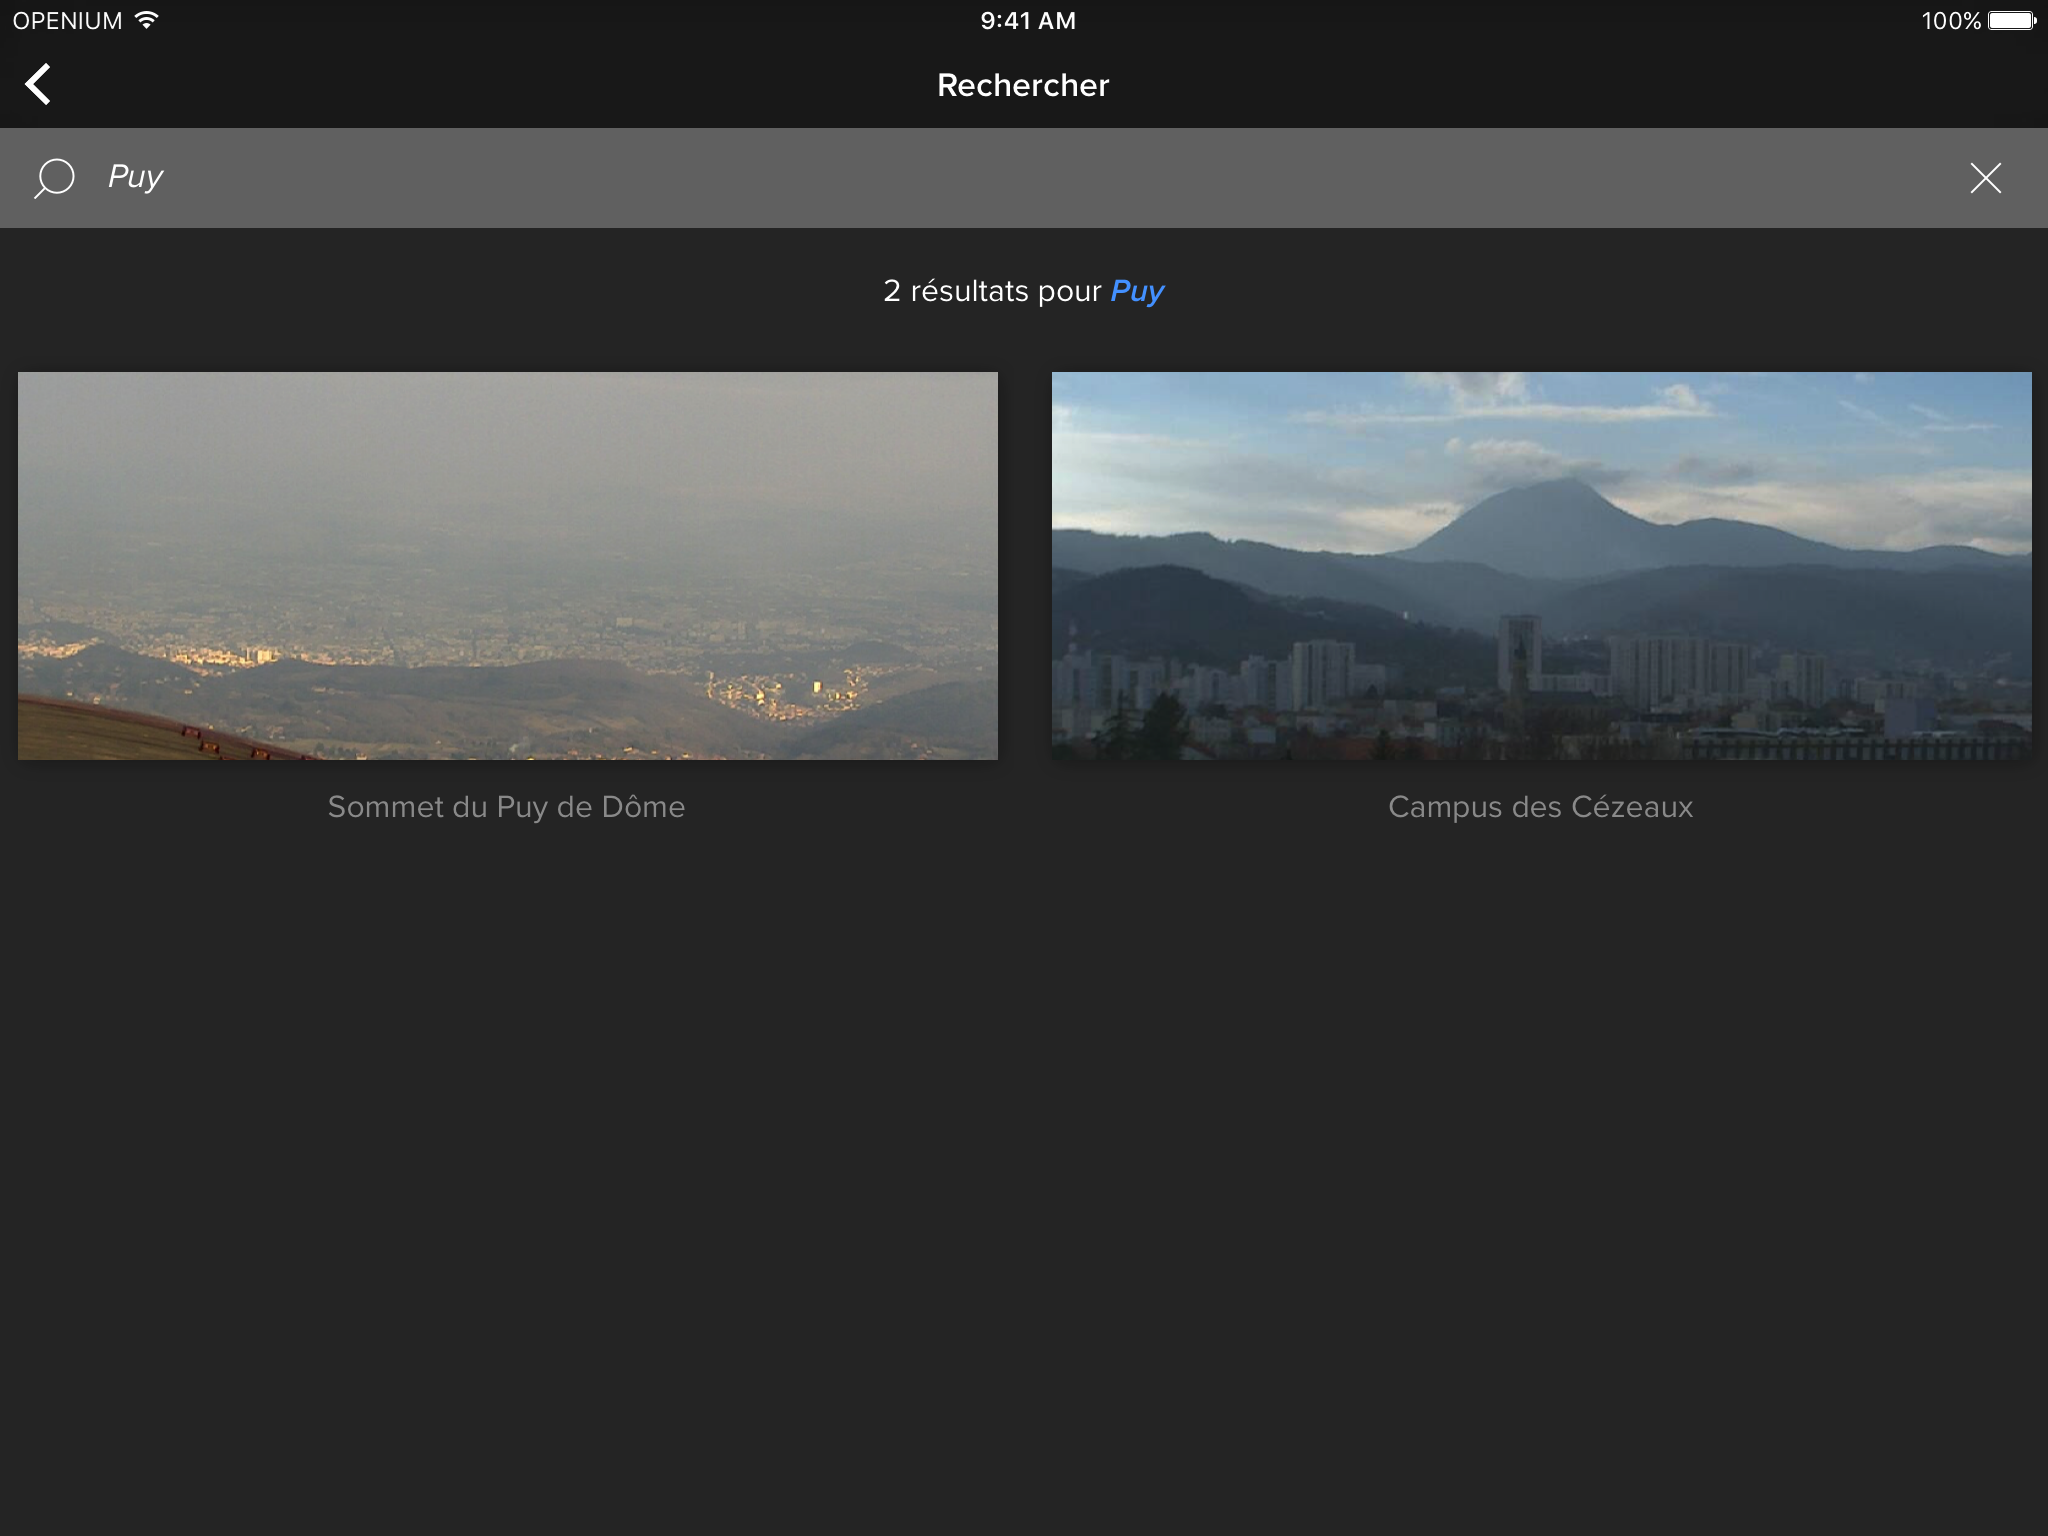 OPENIUM 9:41 AM 100%
Rechercher
Puy
2 résultats pour Puy
Sommet du Puy de Dôme
Campus des Cézeaux